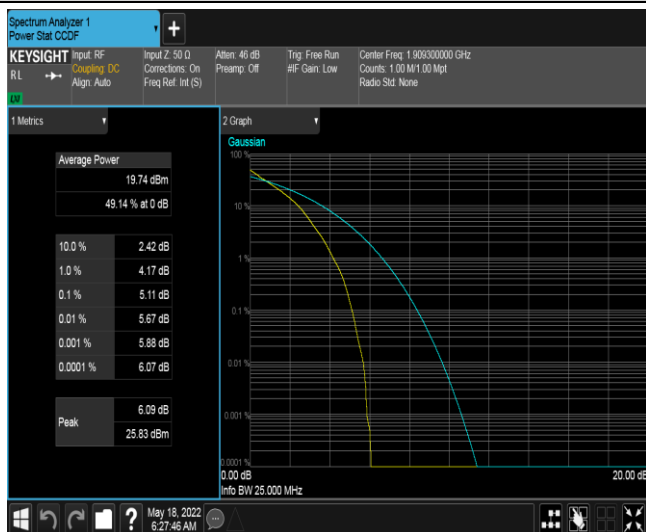 Spectrum Analyzer 1
Power Stat CCDF
+
KEYSIGHT
RL
Input: RF
Coupling: DC
Align: Auto
Input Z: 50 Ω
Corrections: On
Freq Ref: Int (S)
Atten: 46 dB
Preamp: Off
Trig: Free Run
#IF Gain: Low
Center Freq: 1.909300000 GHz
Counts: 1.00 M/1.00 Mpt
Radio Std: None
1 Metrics
Average Power
19.74 dBm
49.14 % at 0 dB
10.0 % 2.42 dB
1.0 % 4.17 dB
0.1 % 5.11 dB
0.01 % 5.67 dB
0.001 % 5.88 dB
0.0001 % 6.07 dB
Peak
6.09 dB
25.83 dBm
2 Graph
Gaussian
100 %
10 %
1 %
0.1 %
0.01 %
0.001 %
0.0001 %
0.00 dB
20.00 dB
Info BW 25.000 MHz
?
May 18, 2022
6:27:46 AM